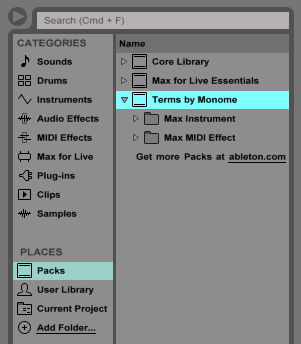 Search (Cmd + F)
CATEGORIES
Sounds
Drums
Instruments
Audio Effects
MIDI Effects
Max for Live
Plug-ins
Clips
Samples
PLACES
Packs
User Library
Current Project
Add Folder...
Name
Core Library
Max for Live Essentials
Terms by Monome
Max Instrument
Max MIDI Effect
Get more Packs at ableton.com